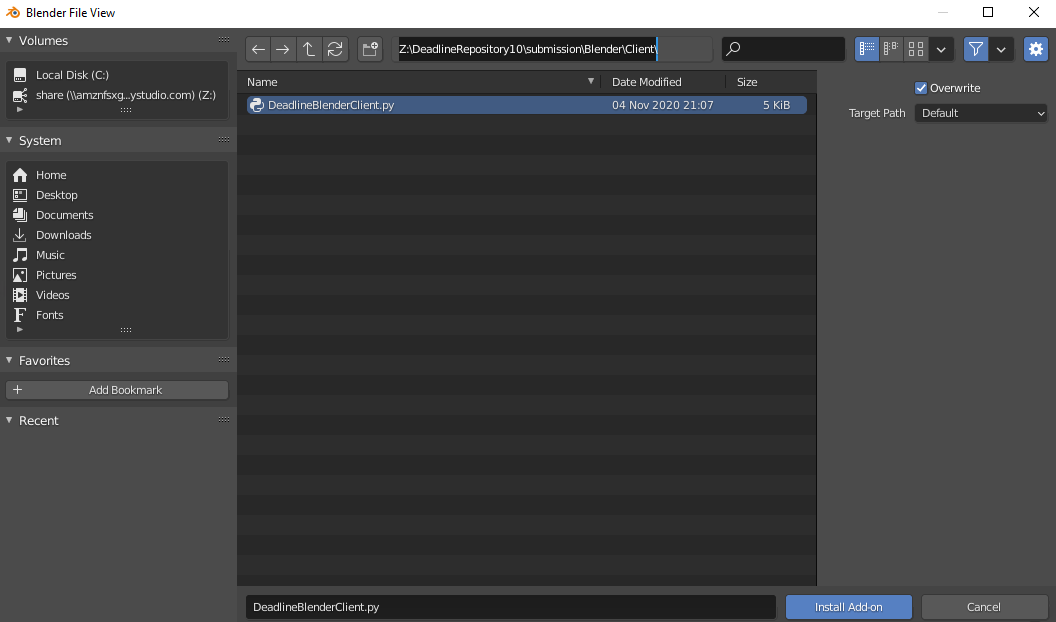 Blender File View
Volumes
Local Disk (C:)
share (\\amznfsxg...ystudio.com) (Z:)
System
Home
Desktop
Documents
Downloads
Music
Pictures
Videos
Fonts
Favorites
Add Bookmark
Recent
Z:\DeadlineRepository10\submission\Blender\Client\
Name Date Modified Size
DeadlineBlenderClient.py 04 Nov 2020 21:07 5 KiB
Overwrite
Target Path Default
DeadlineBlenderClient.py Install Add-on Cancel